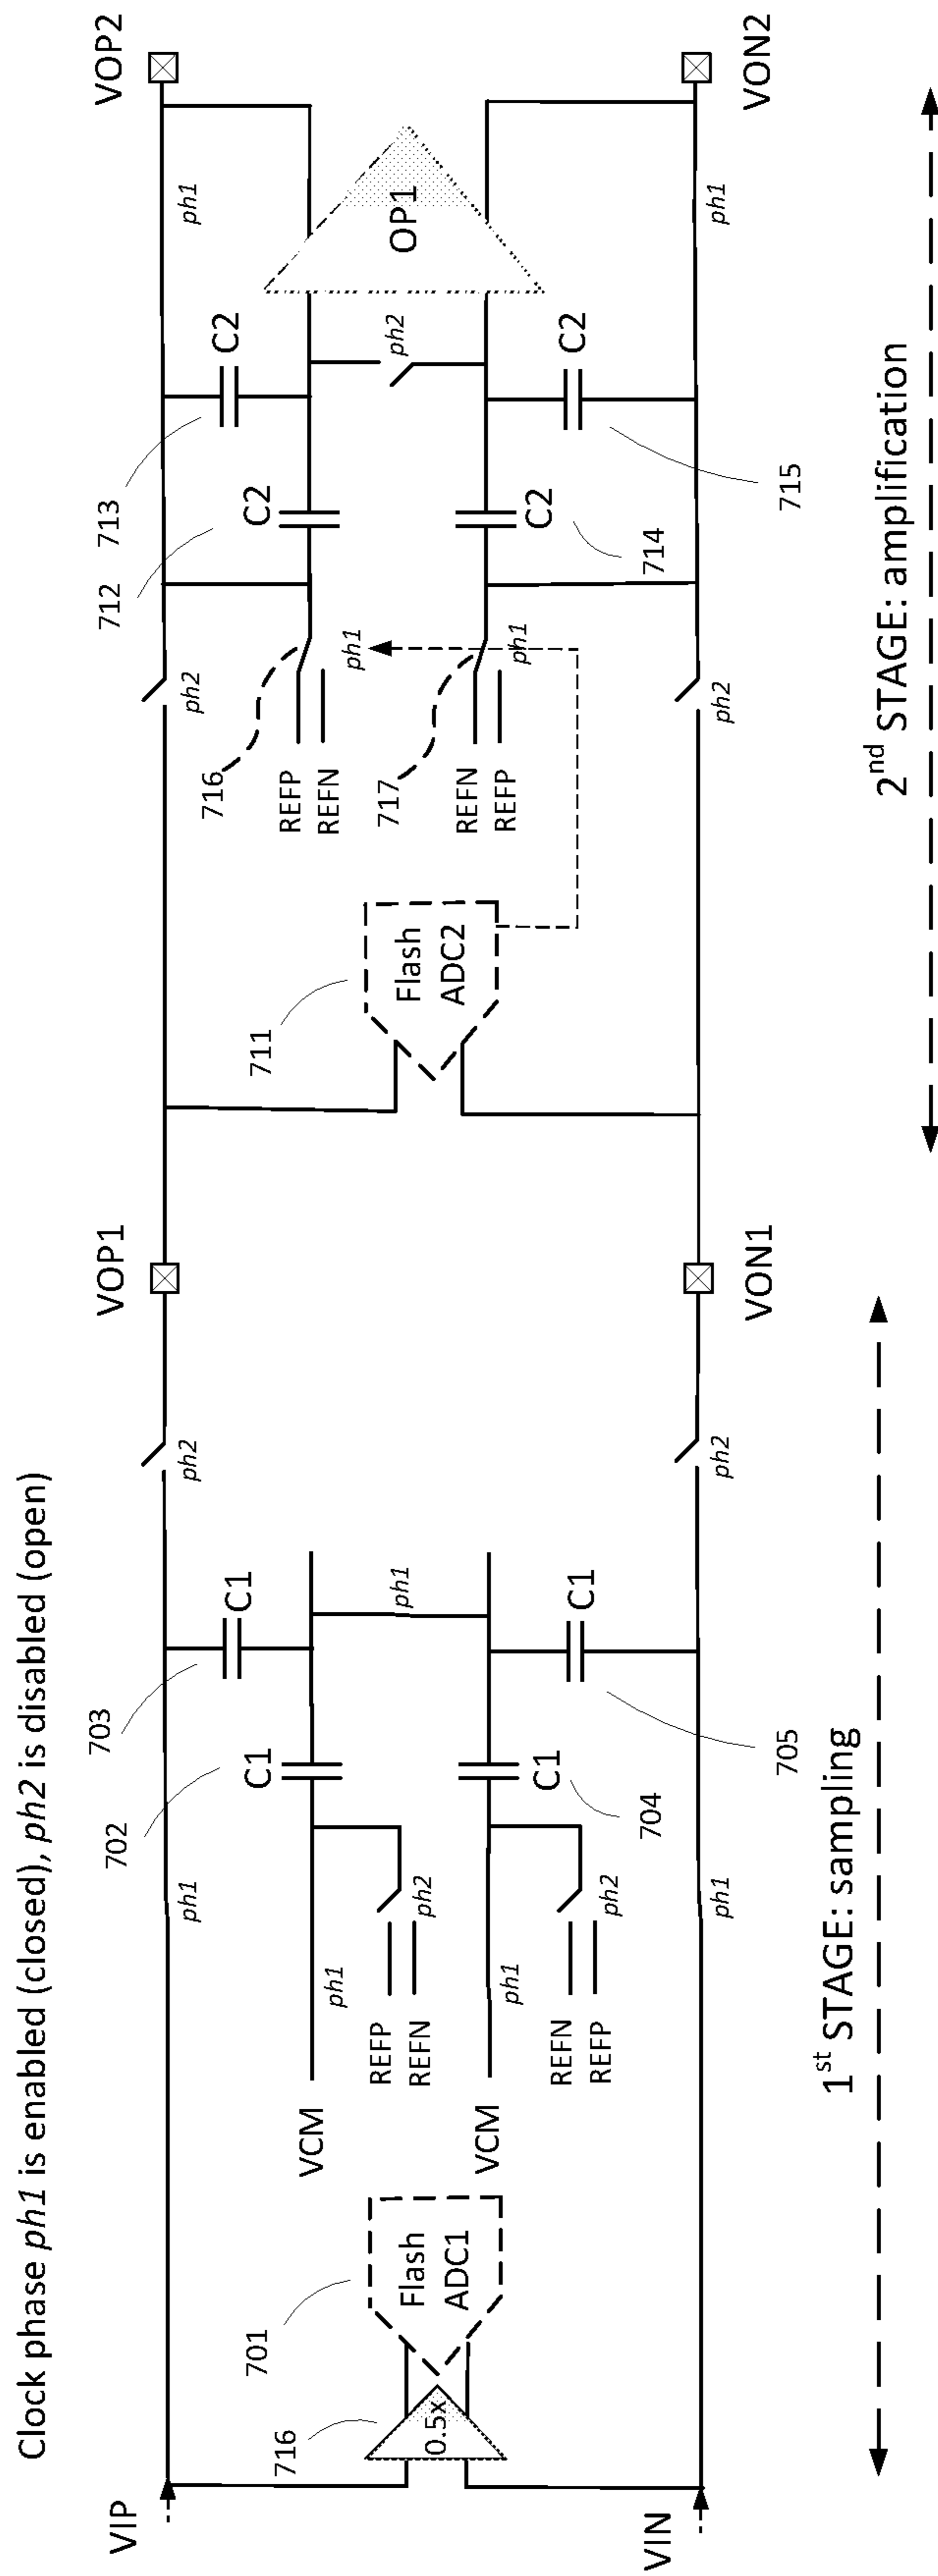 Clock phase ph1 is enabled (closed), ph2 is disabled (open)
VIP
VOP1
VOP2
ph1
ph2
ph2
ph1
703
C1
702
C1
713
C2
712
C2
716
0.5x
701
Flash
ADC1
VCM
ph1
REFP
REFN
ph2
ph1
711
Flash
ADC2
716
REFP
REFN
ph1
ph2
OP1
VCM
ph1
REFN
REFP
ph2
C1
704
C1
705
717
REFN
REFP
ph1
C2
714
C2
715
ph1
ph2
ph2
ph1
VIN
VON1
VON2
1st STAGE: sampling
2nd STAGE: amplification